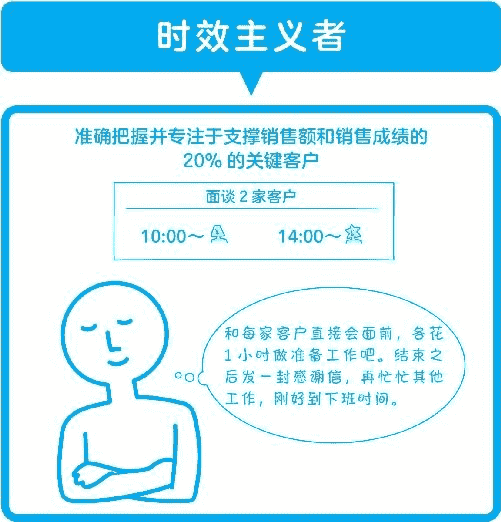 时效主义者
准确把握并专注于支撑销售额和销售成绩的
20% 的关键客户
面谈 2 家客户
10:00～ 14:00～
和每家客户直接会面前，各花
1 小时做准备工作吧。结束之
后发一封感谢信，再忙忙其他
工作，刚好到下班时间。